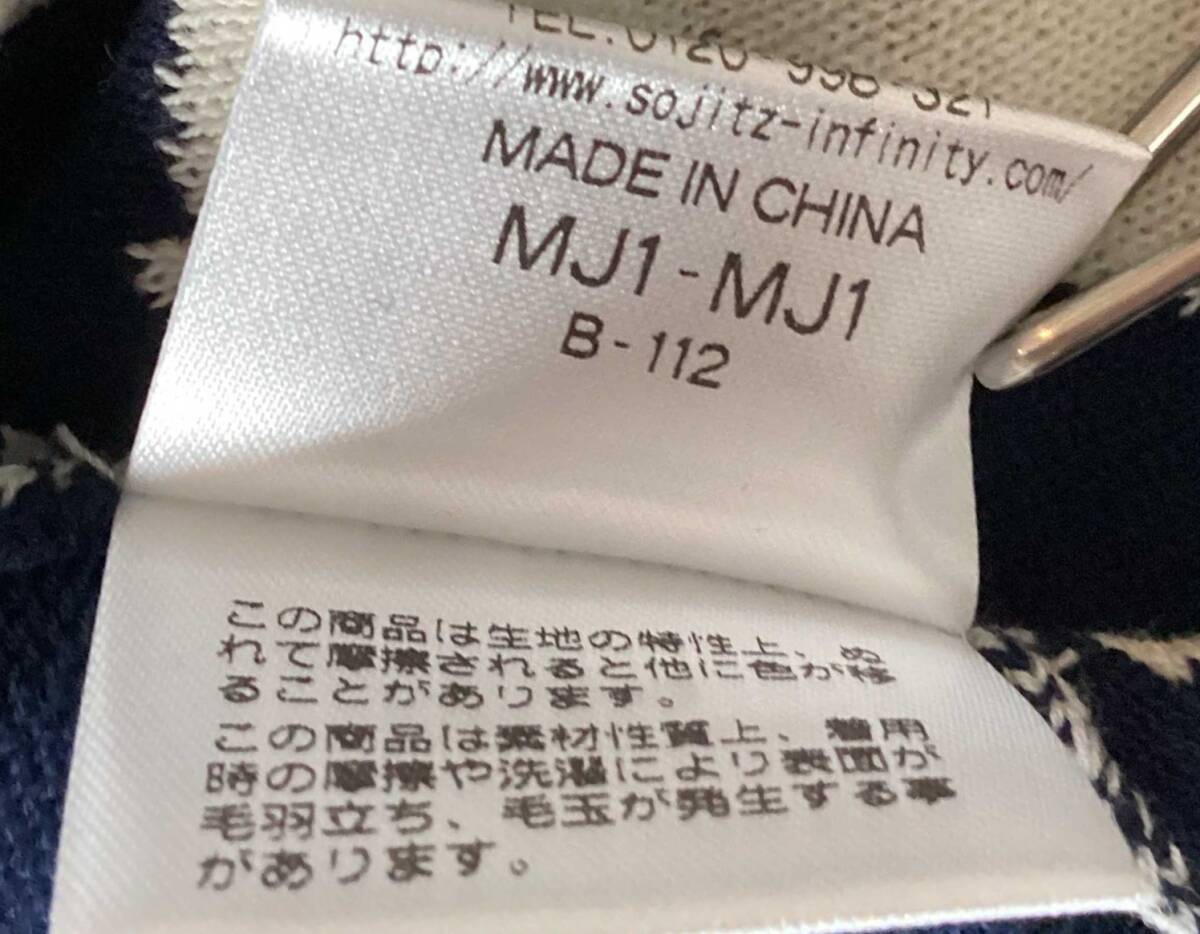 TEL.0120-998-321
http://www.sojitz-infinity.com/
MADE IN CHINA
MJ1-MJ1
B-112
この商品は生地の特性上、ぬ
れて摩擦されると他に色が移
ることがあります。
この商品は素材性質上、着用
時の摩擦や洗濯により表面が
毛羽立ち、毛玉が発生する事
があります。